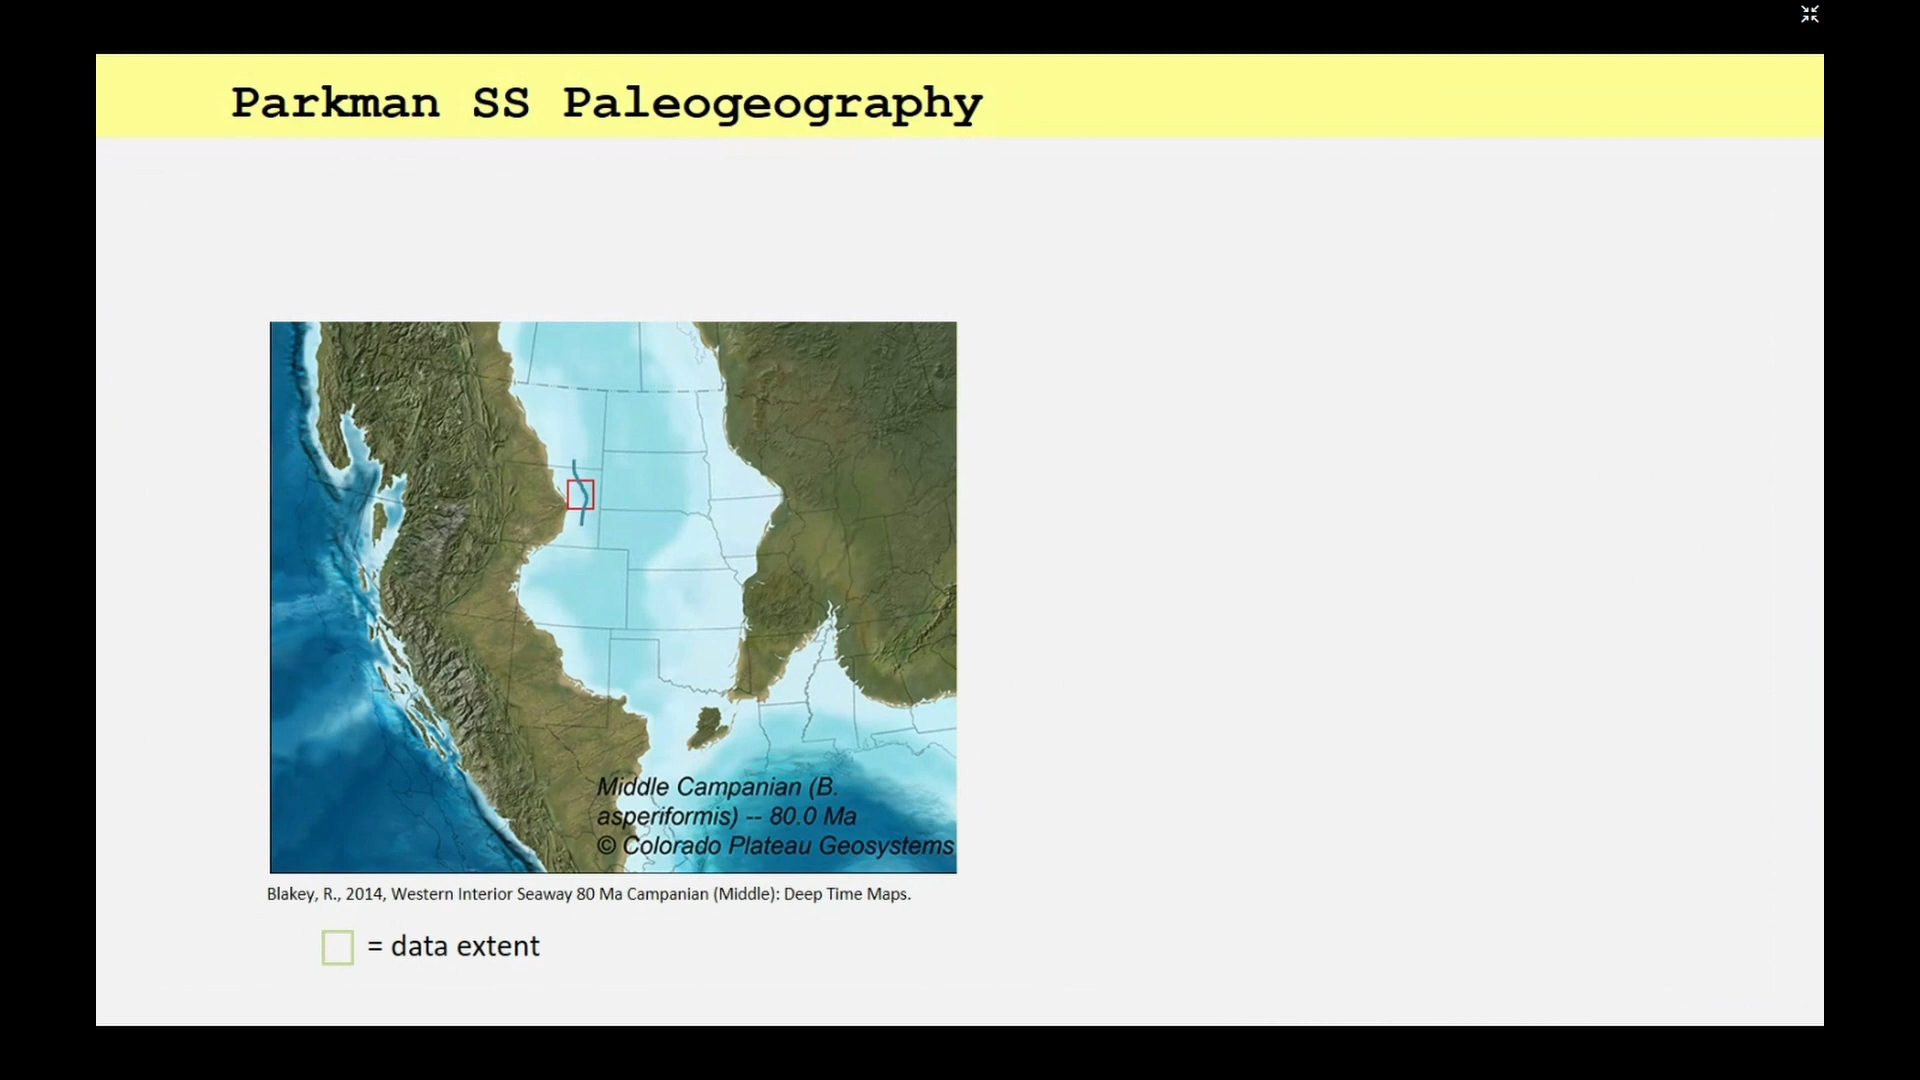 Parkman SS Paleogeography
Middle Campanian (B.
asperiformis) -- 80.0 Ma
© Colorado Plateau Geosystems
Blakey, R., 2014, Western Interior Seaway 80 Ma Campanian (Middle): Deep Time Maps.
= data extent